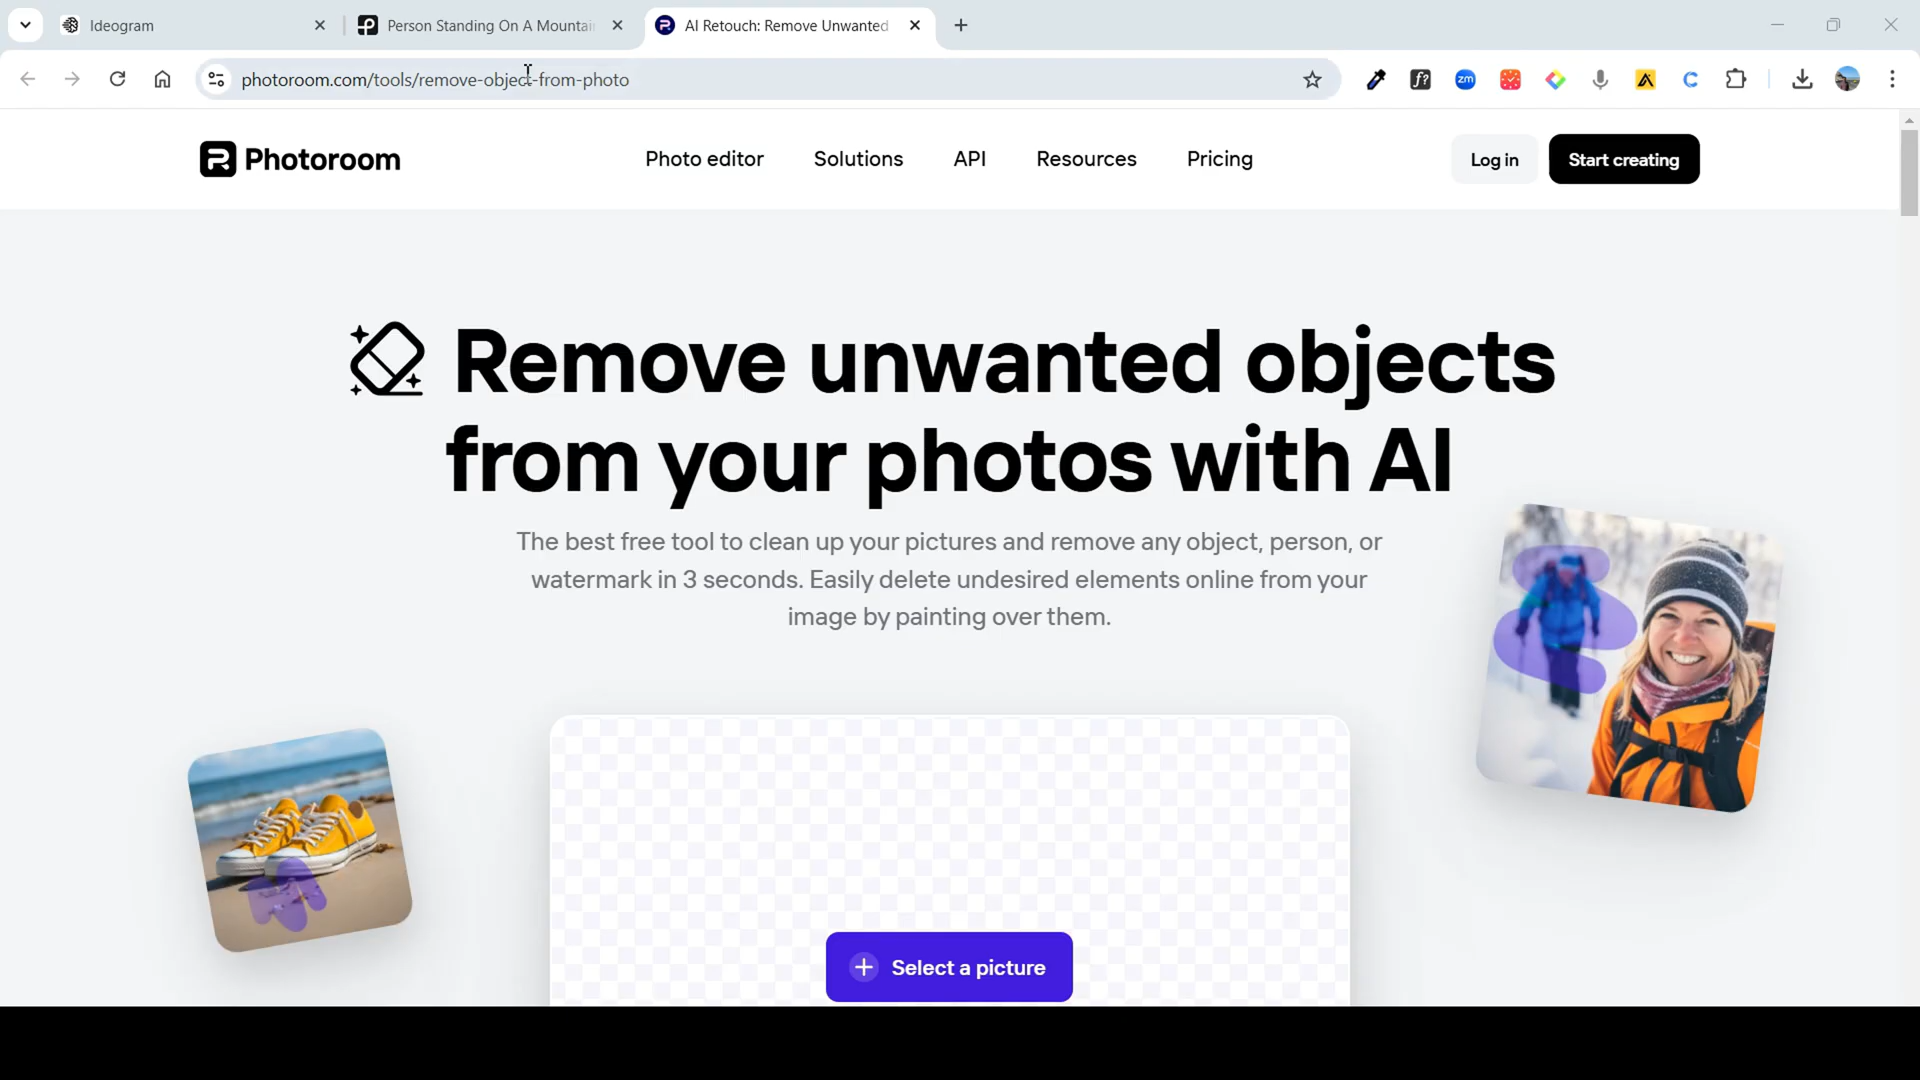 Ideogram
Person Standing On A Mountai
AI Retouch: Remove Unwanted
photoroom.com/tools/remove-object-from-photo
f?
zm
C
Photoroom
Photo editor
Solutions
API
Resources
Pricing
Log in
Start creating
Remove unwanted objects
from your photos with AI
The best free tool to clean up your pictures and remove any object, person, or
watermark in 3 seconds. Easily delete undesired elements online from your
image by painting over them.
Select a picture